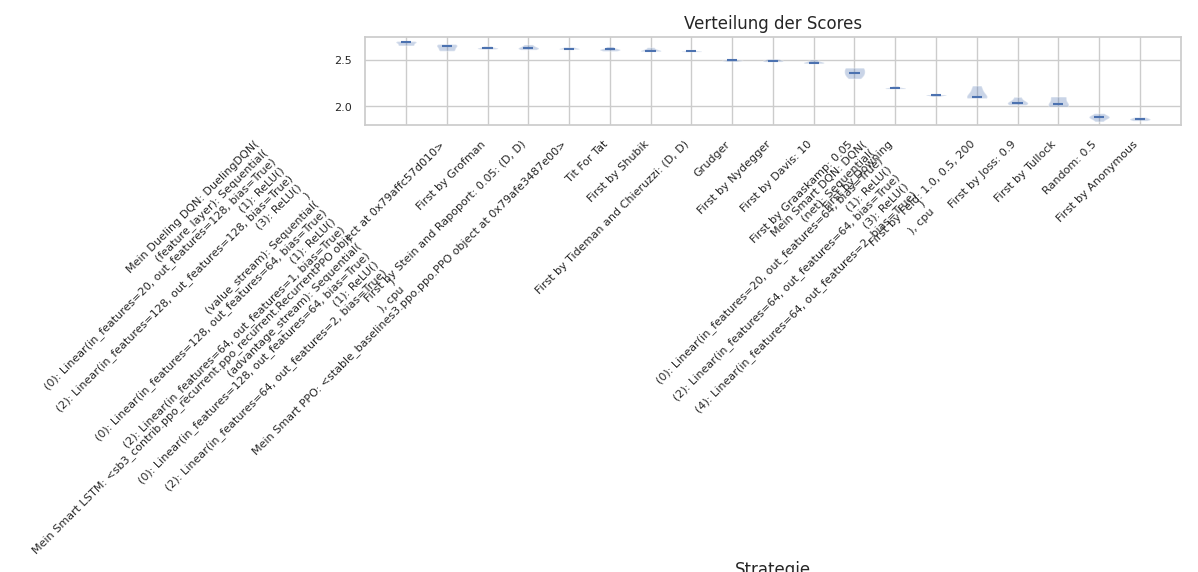 Verteilung der Scores
2.5
2.0
Mein Dueling DQN: DuelingDQN(
(feature_layer): Sequential(
(0): Linear(in_features=20, out_features=128, bias=True)
(1): ReLU()
(2): Linear(in_features=128, out_features=128, bias=True)
(3): ReLU()
)
(value_stream): Sequential(
(0): Linear(in_features=128, out_features=64, bias=True)
(1): ReLU()
(2): Linear(in_features=64, out_features=1, bias=True)
)
(advantage_stream): Sequential(
(0): Linear(in_features=128, out_features=64, bias=True)
(1): ReLU()
(2): Linear(in_features=64, out_features=2, bias=True)
)
), cpu
Mein Smart LSTM: <sb3_contrib.ppo_recurrent.ppo_recurrent.RecurrentPPO object at 0x79affc57d010>
First by Grofman
First by Stein and Rapoport: 0.05: (D, D)
Mein Smart PPO: <stable_baselines3.ppo.ppo.PPO object at 0x79afe3487e00>
Tit For Tat
First by Shubik
First by Tideman and Chieruzzi: (D, D)
Grudger
First by Nydegger
First by Davis: 10
First by Graaskamp: 0.05
First by Downing
Mein Smart DQN: DQN(
(net): Sequential(
(0): Linear(in_features=20, out_features=64, bias=True)
(1): ReLU()
(2): Linear(in_features=64, out_features=64, bias=True)
(3): ReLU()
(4): Linear(in_features=64, out_features=2, bias=True)
)
), cpu
First by Feld: 1.0, 0.5, 200
First by Joss: 0.9
First by Tullock
Random: 0.5
First by Anonymous
Strategie